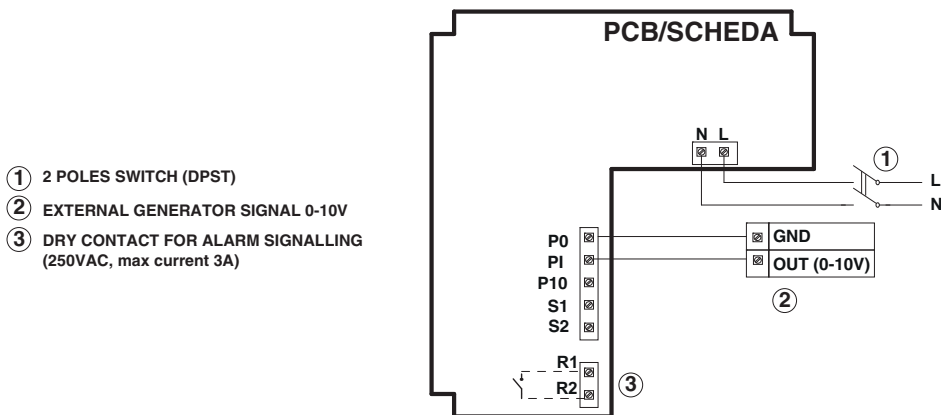 PCB/SCHEDA
N L
1
L
N
1 2 POLES SWITCH (DPST)
2 EXTERNAL GENERATOR SIGNAL 0-10V
3 DRY CONTACT FOR ALARM SIGNALLING
(250VAC, max current 3A)
P0
PI
P10
S1
S2
GND
OUT (0-10V)
2
R1
R2
3